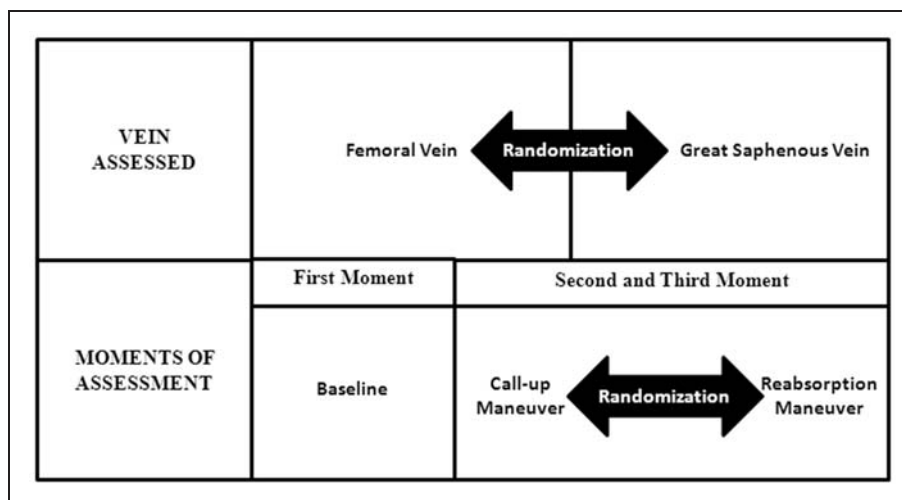 VEIN
ASSESSED
Femoral Vein
Randomization
Great Saphenous Vein
First Moment
Second and Third Moment
MOMENTS OF
ASSESSMENT
Baseline
Call-up
Maneuver
Randomization
Reabsorption
Maneuver